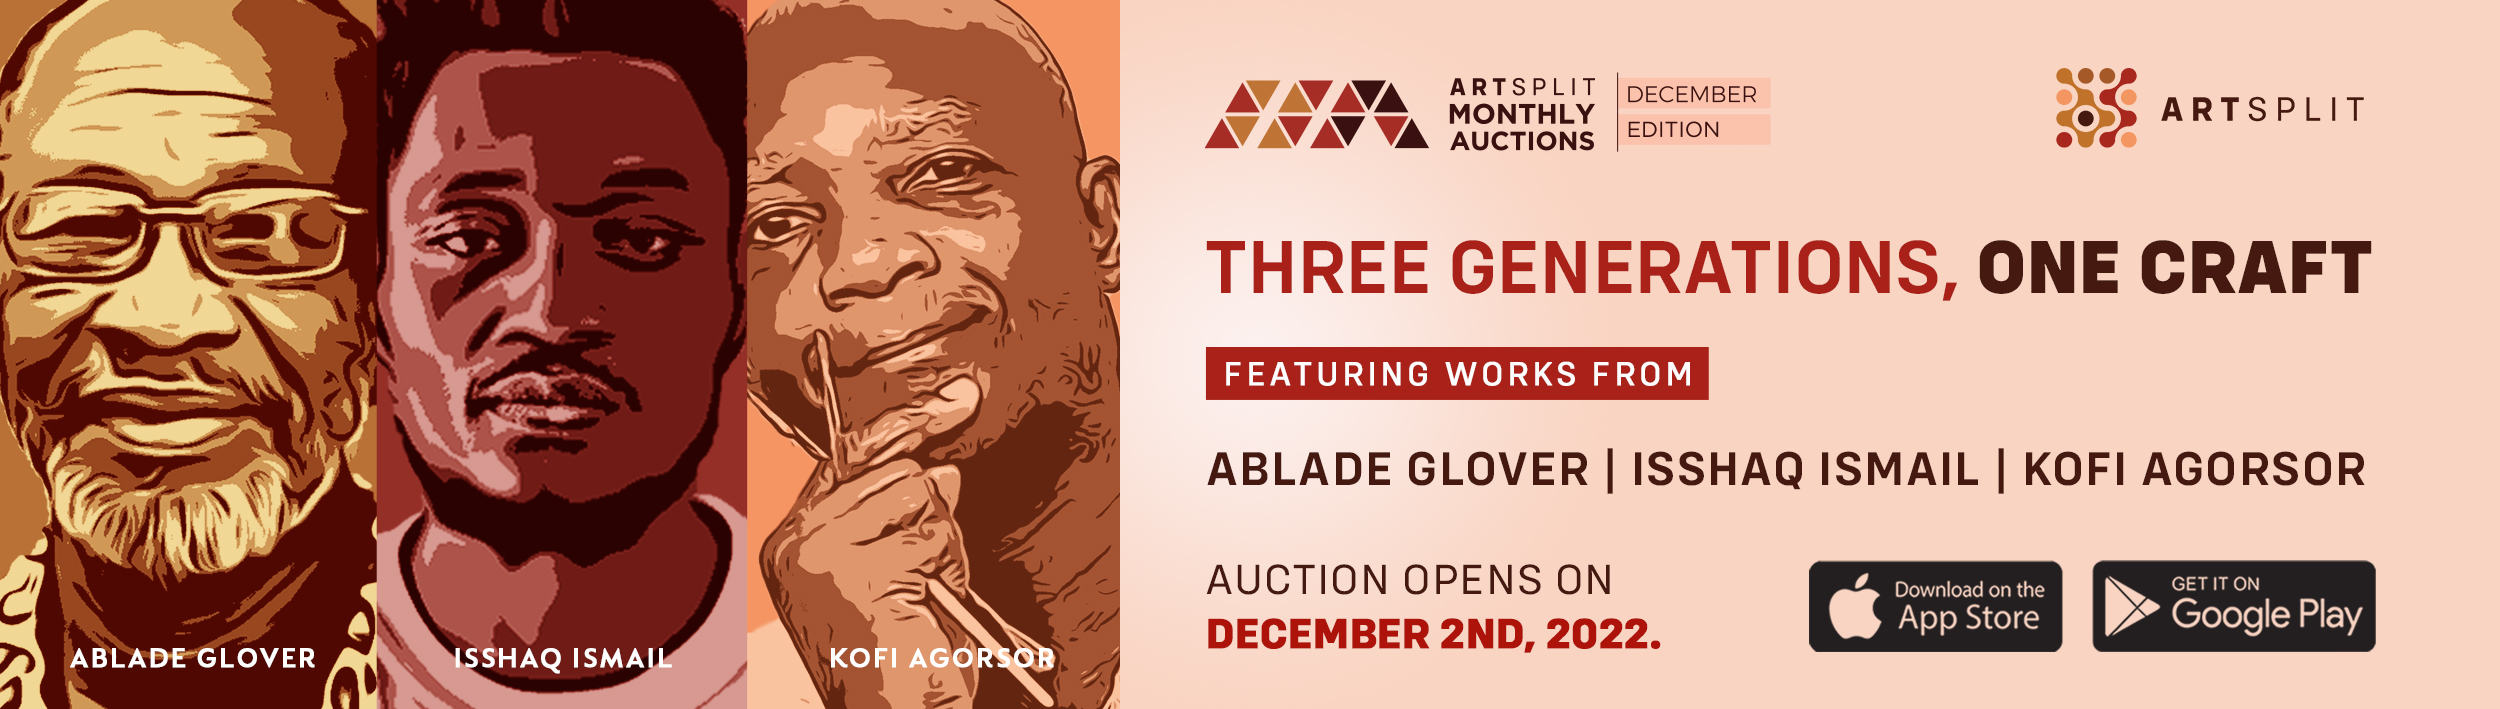 ABLADE GLOVER
ISSHAQ ISMAIL
KOFI AGORSOR
ARTSPLIT
MONTHLY
AUCTIONS
DECEMBER
EDITION
ARTSPLIT
THREE GENERATIONS, ONE CRAFT
FEATURING WORKS FROM
ABLADE GLOVER | ISSHAQ ISMAIL | KOFI AGORSOR
AUCTION OPENS ON
DECEMBER 2ND, 2022.
Download on the
App Store
GET IT ON
Google Play